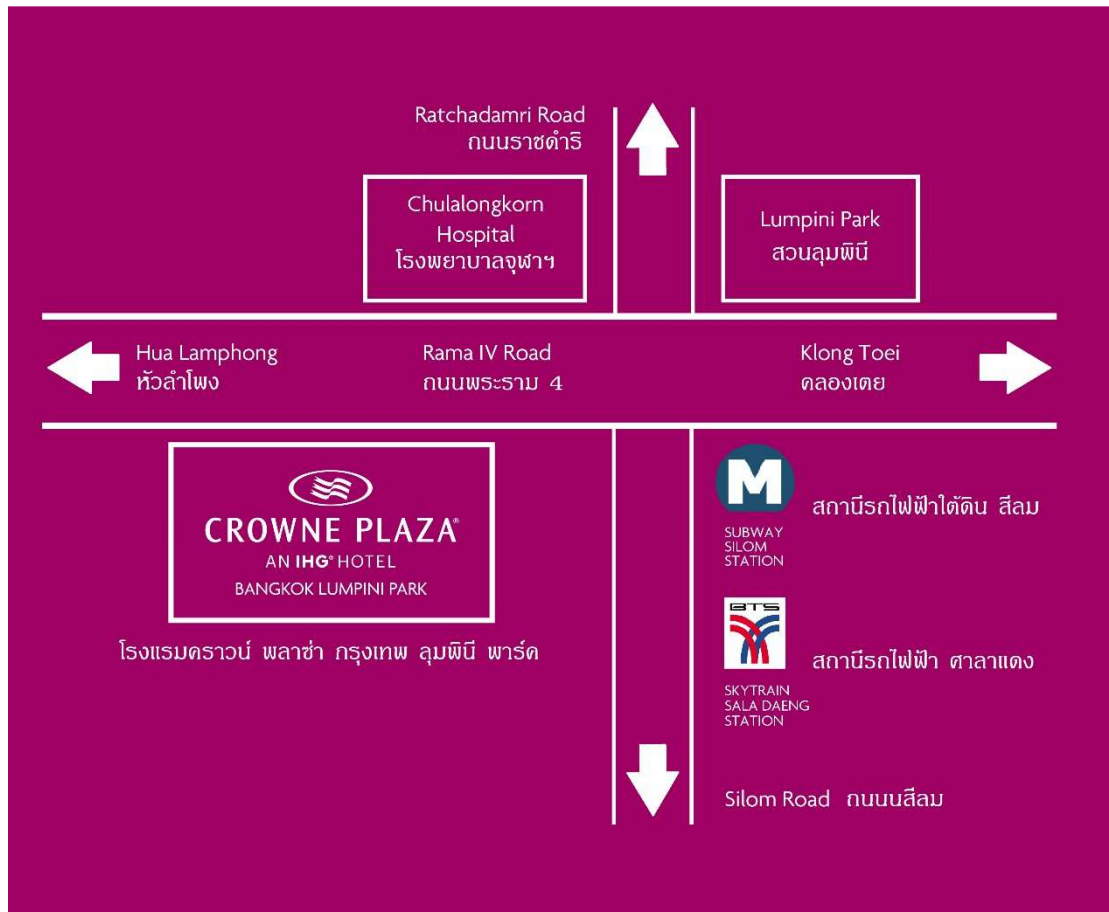 Ratchadamri Road
ถนนราชดำริ
Chulalongkorn
Hospital
โรงพยาบาลจุฬาฯ
Lumpini Park
สวนลุมพินี
Hua Lamphong
หัวลำโพง
Rama IV Road
ถนนพระราม 4
Klong Toei
คลองเตย
CROWNE PLAZA®
AN IHG® HOTEL
BANGKOK LUMPINI PARK
โรงแรมคราวน์ พลาซ่า กรุงเทพ ลุมพินี พาร์ค
M
SUBWAY
SILOM
STATION
สถานีรถไฟฟ้าใต้ดิน สีลม
BTS
SKYTRAIN
SALA DAENG
STATION
สถานีรถไฟฟ้า ศาลาแดง
Silom Road ถนนนสีลม